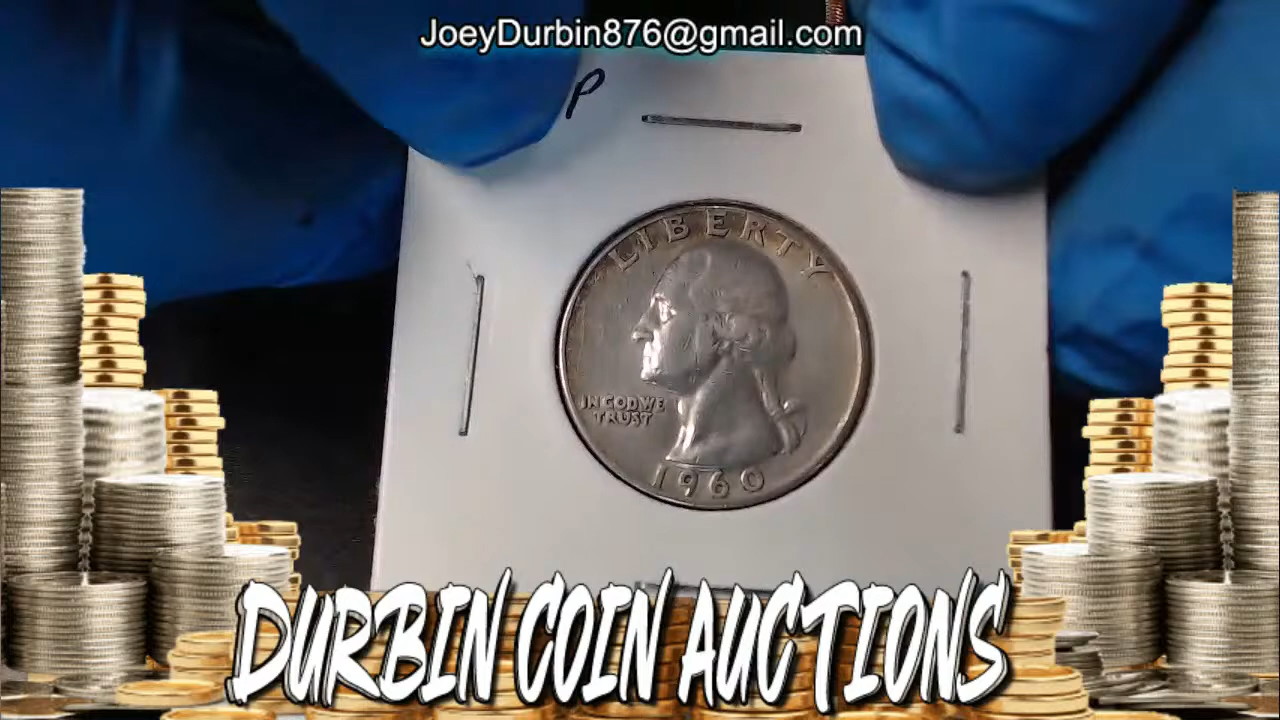 JoeyDurbin876@gmail.com
P
LIBERTY
IN GOD WE
TRUST
1960
DURBIN COIN AUCTIONS